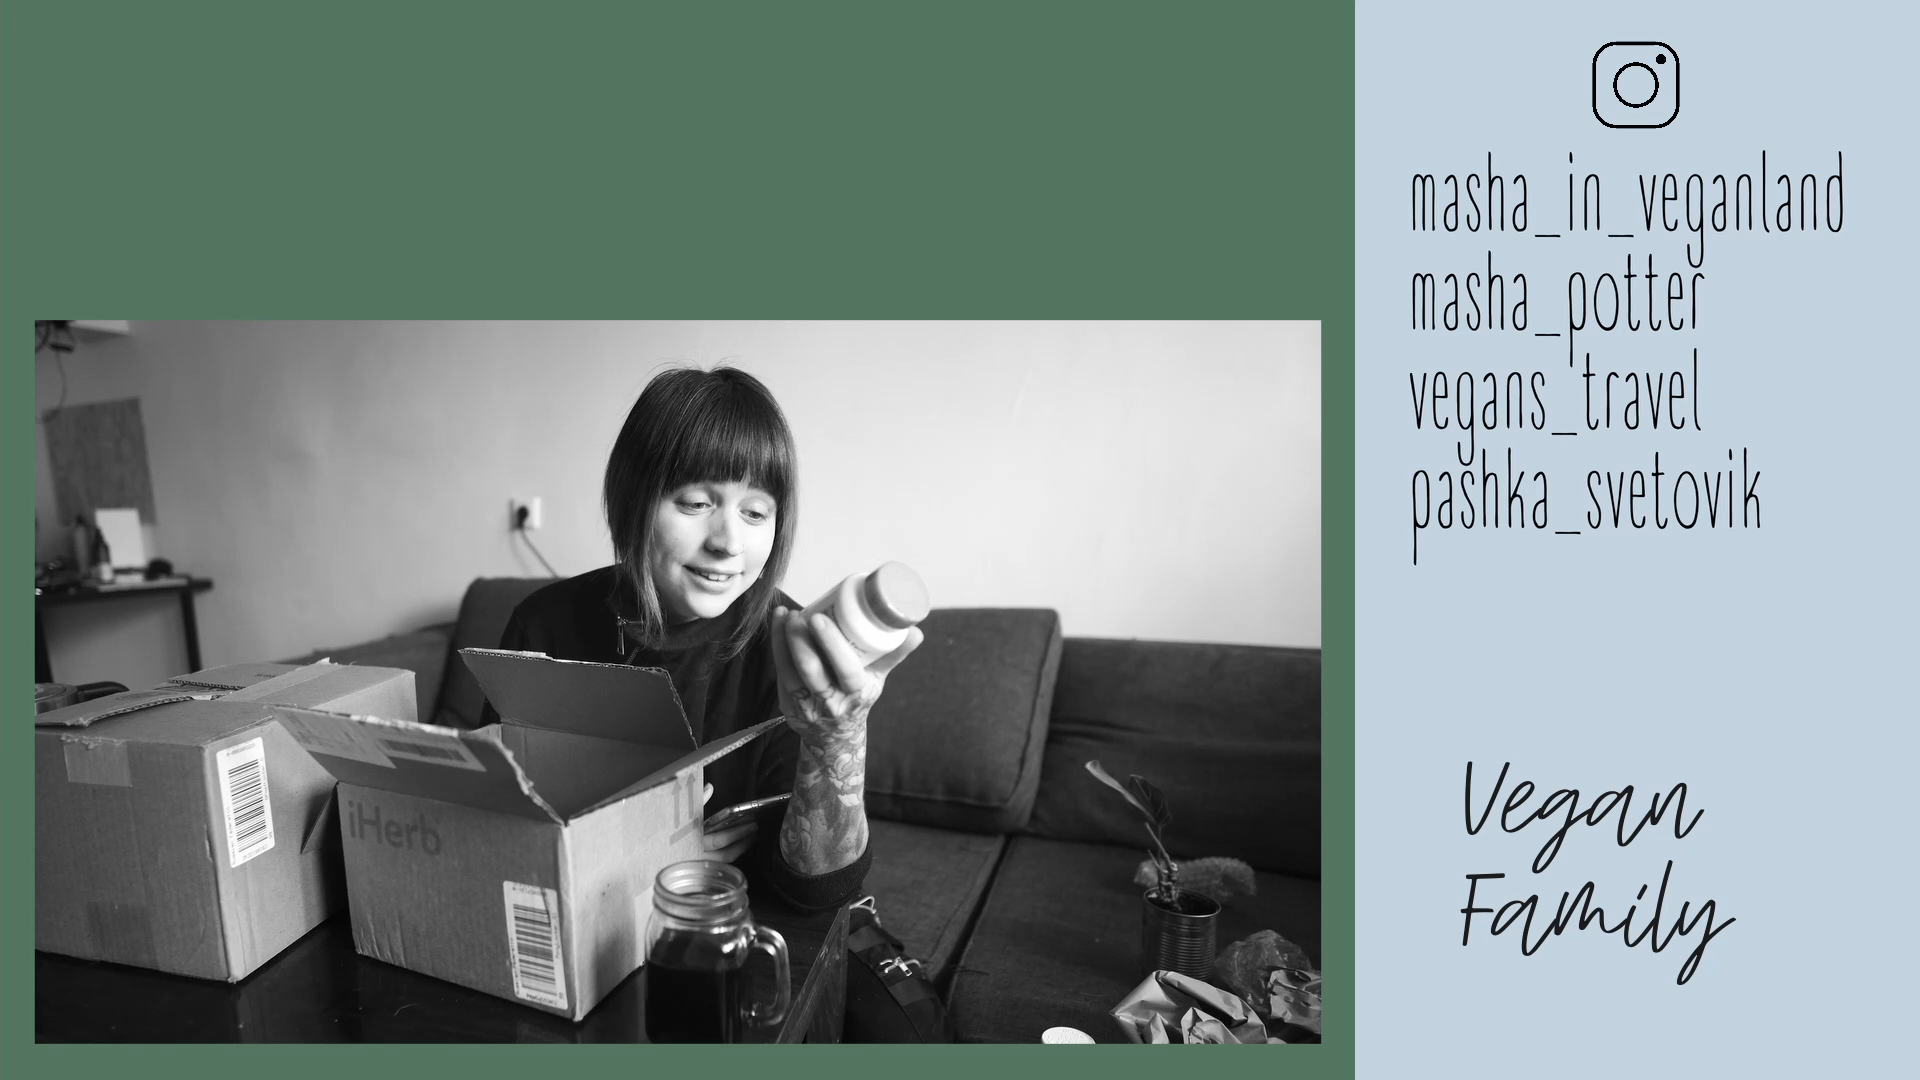 masha_in_veganland
masha_potter
vegans_travel
pashka_svetovik
Vegan
Family
iHerb